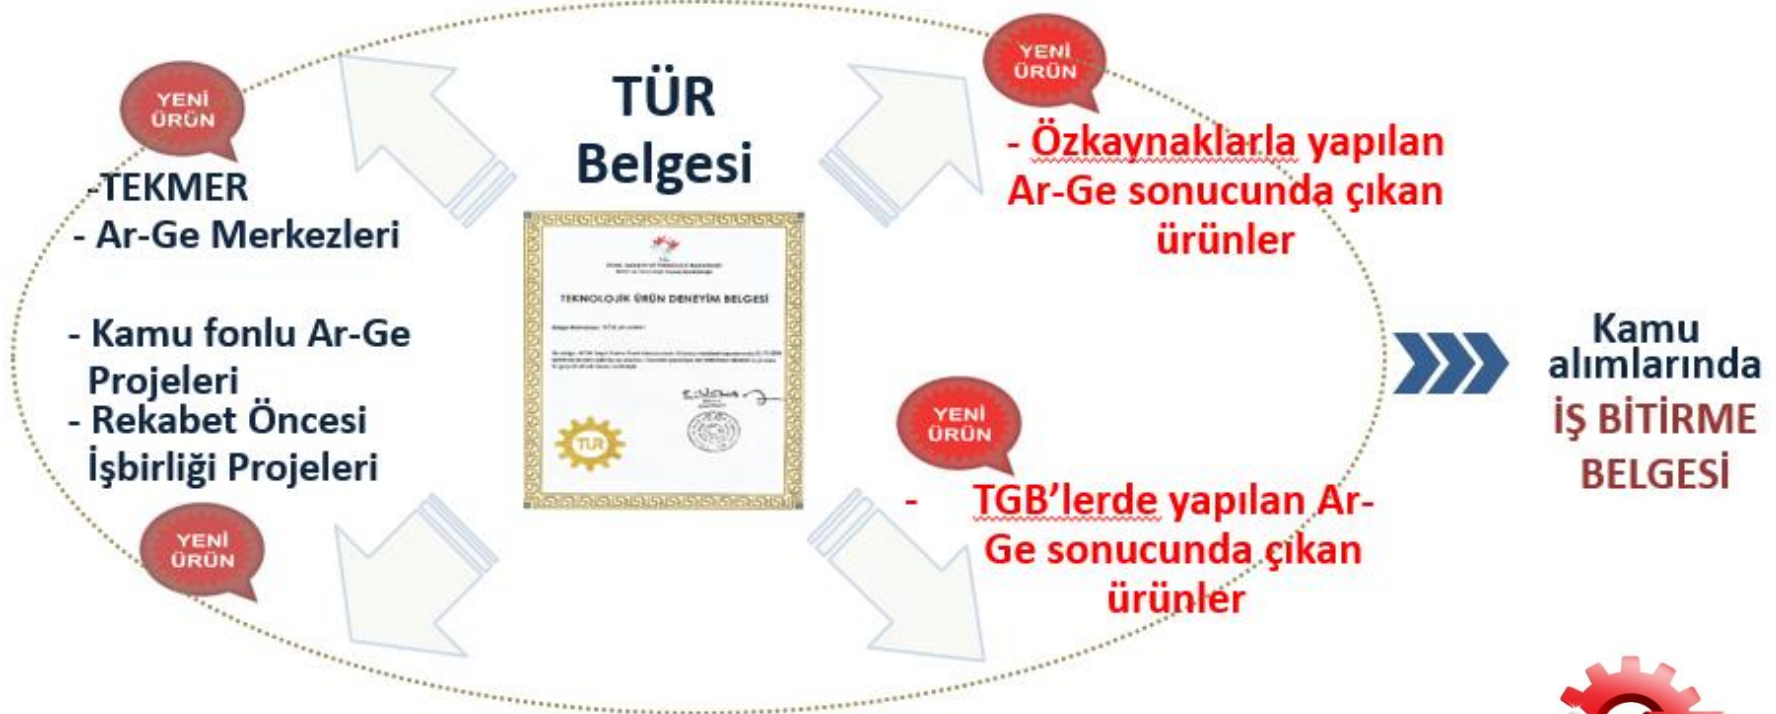 TÜR
Belgesi
YENİ
ÜRÜN
-TEKMER
- Ar-Ge Merkezleri
- Kamu fonlu Ar-Ge
Projeleri
- Rekabet Öncesi
İşbirliği Projeleri
YENİ
ÜRÜN
TEKNOLOJİK ÜRÜN DENEYİM BELGESİ
TUR
YENİ
ÜRÜN
- Özkaynaklarla yapılan
Ar-Ge sonucunda çıkan
ürünler
YENİ
ÜRÜN
- TGB'lerde yapılan Ar-
Ge sonucunda çıkan
ürünler
Kamu
alımlarında
İŞ BİTİRME
BELGESİ